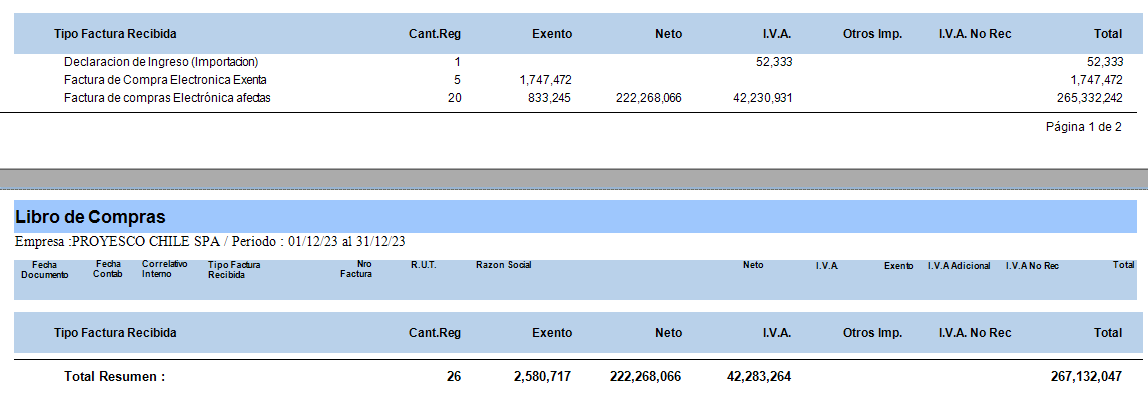 Tipo Factura Recibida Cant.Reg Exento Neto I.V.A. Otros Imp. I.V.A. No Rec Total
Declaracion de Ingreso (Importacion) 1 52,333 52,333
Factura de Compra Electronica Exenta 5 1,747,472 1,747,472
Factura de compras Electrónica afectas 20 833,245 222,268,066 42,230,931 265,332,242
Página 1 de 2
Libro de Compras
Empresa :PROYESCO CHILE SPA / Periodo : 01/12/23 al 31/12/23
Fecha Fecha Correlativo Tipo Factura Nro R.U.T. Razon Social Neto I.V.A Exento I.V.A Adicional I.V.A No Rec Total
Documento Contab Interno Recibida Factura
Tipo Factura Recibida Cant.Reg Exento Neto I.V.A. Otros Imp. I.V.A. No Rec Total
Total Resumen : 26 2,580,717 222,268,066 42,283,264 267,132,047